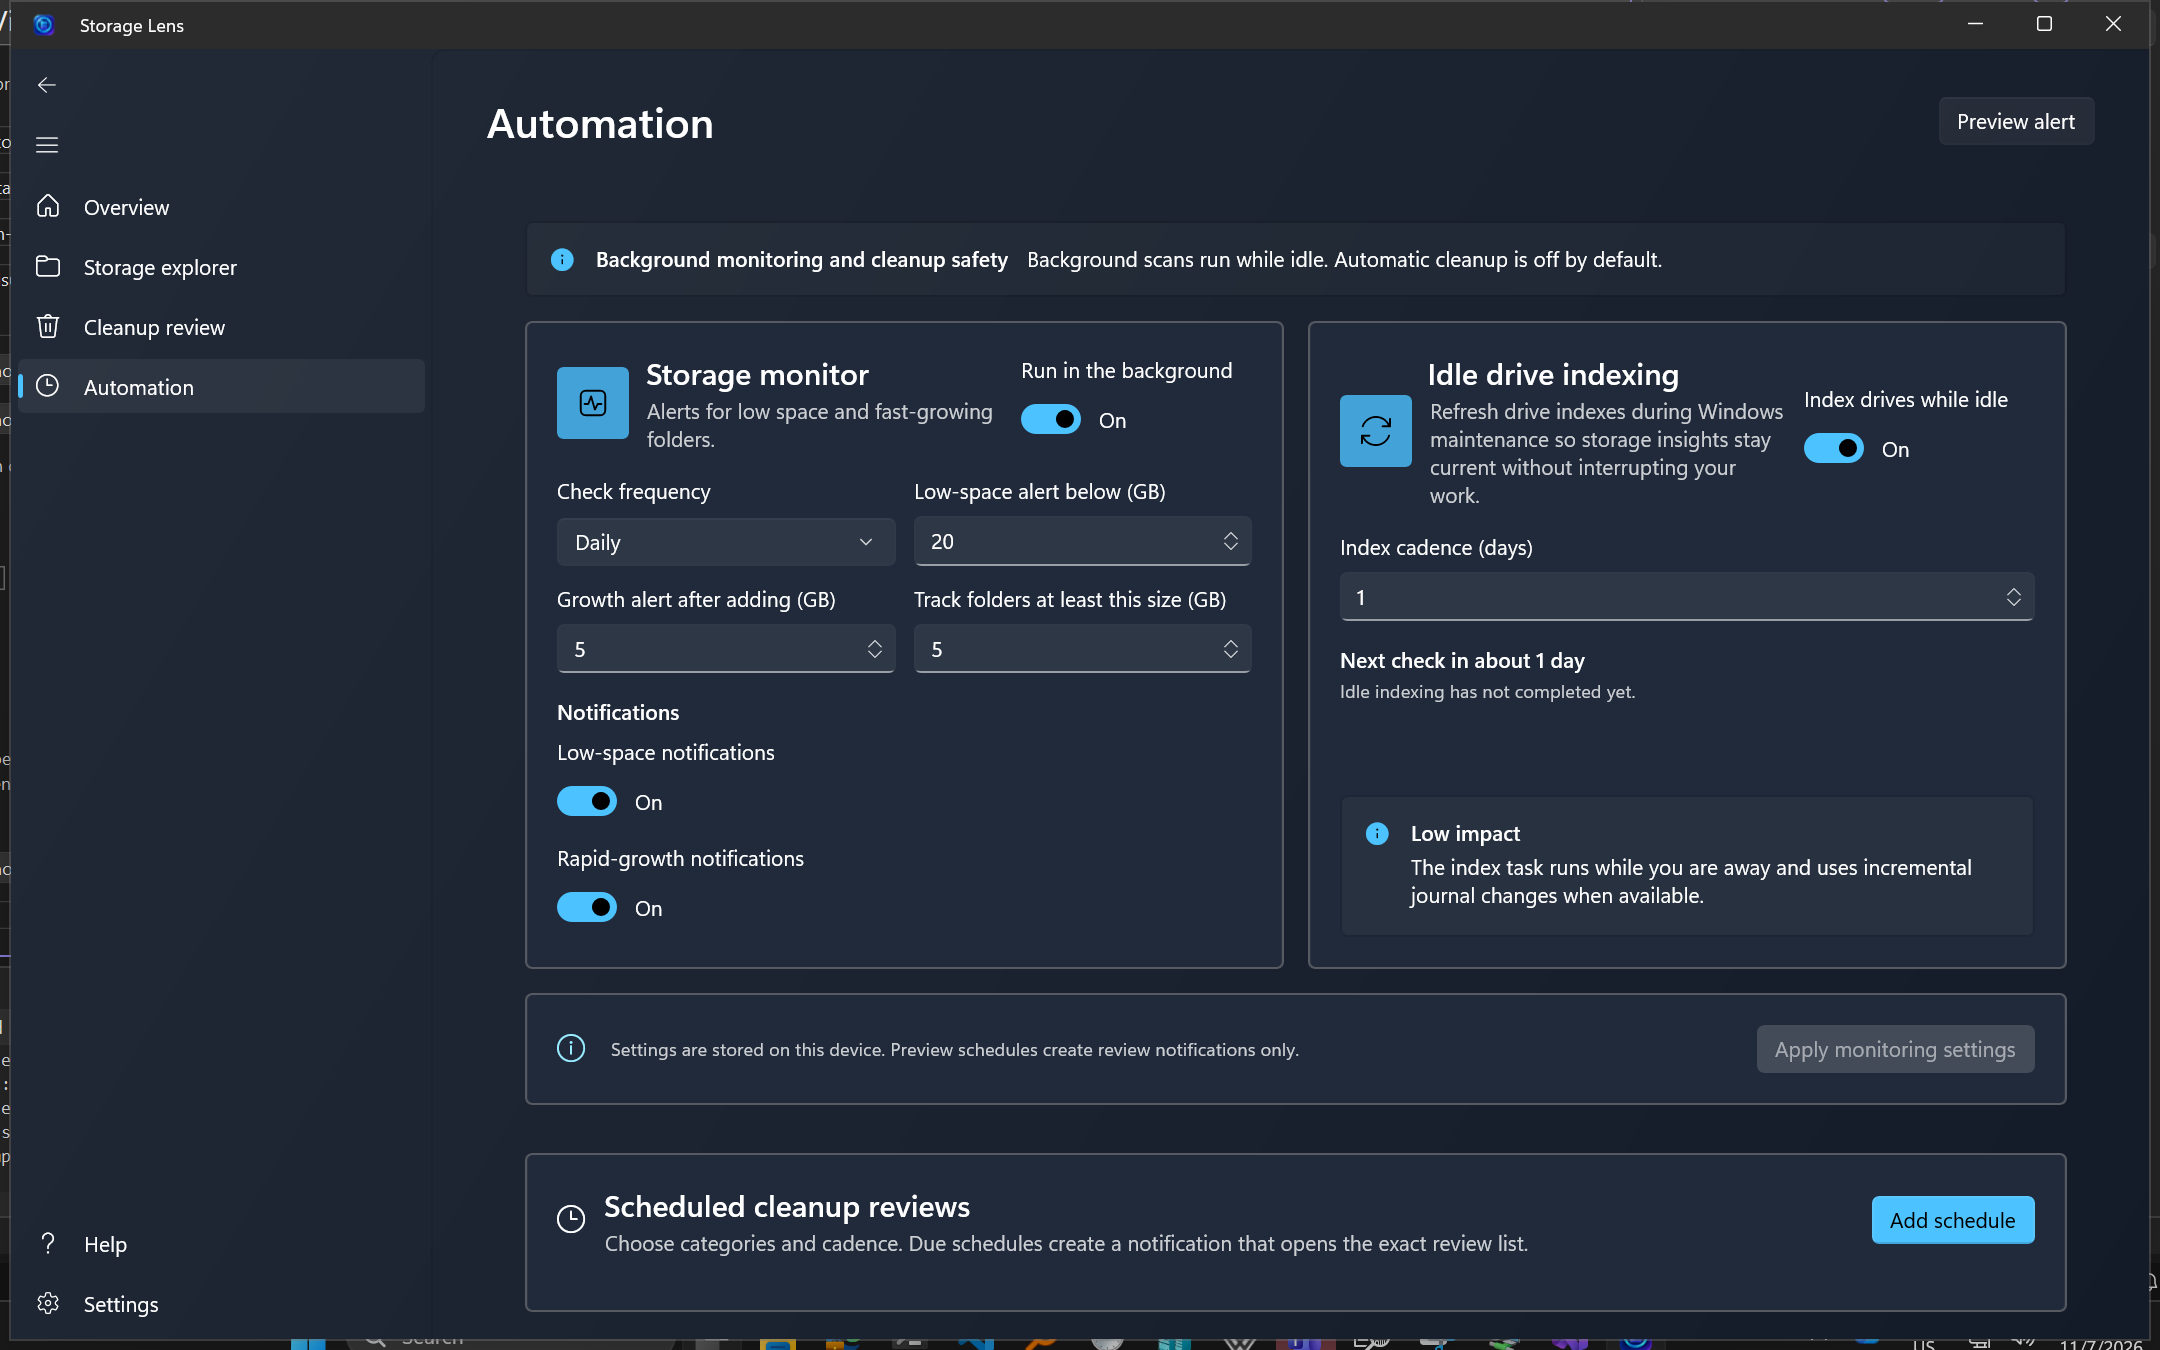 Storage Lens
Overview
Storage explorer
Cleanup review
Automation
Help
Settings
Automation
Preview alert
Background monitoring and cleanup safety Background scans run while idle. Automatic cleanup is off by default.
Storage monitor
Alerts for low space and fast-growing
folders.
Run in the background
On
Check frequency
Daily
Low-space alert below (GB)
20
Growth alert after adding (GB)
5
Track folders at least this size (GB)
5
Notifications
Low-space notifications
On
Rapid-growth notifications
On
Idle drive indexing
Refresh drive indexes during Windows
maintenance so storage insights stay
current without interrupting your
work.
Index drives while idle
On
Index cadence (days)
1
Next check in about 1 day
Idle indexing has not completed yet.
Low impact
The index task runs while you are away and uses incremental
journal changes when available.
Settings are stored on this device. Preview schedules create review notifications only.
Apply monitoring settings
Scheduled cleanup reviews
Choose categories and cadence. Due schedules create a notification that opens the exact review list.
Add schedule
Search
US
11/7/2026